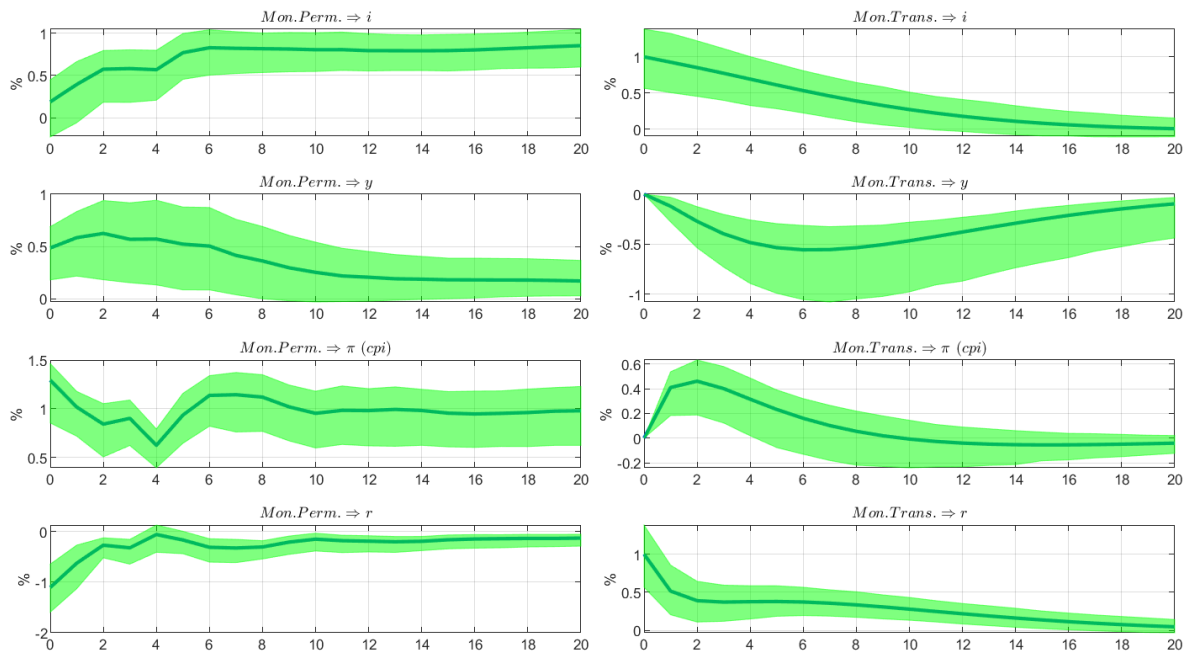 Mon.Perm. ⇒ i
%
1
0.5
0
0 2 4 6 8 10 12 14 16 18 20
Mon.Trans. ⇒ i
%
1
0.5
0
0 2 4 6 8 10 12 14 16 18 20
Mon.Perm. ⇒ y
%
1
0.5
0
0 2 4 6 8 10 12 14 16 18 20
Mon.Trans. ⇒ y
%
0
-0.5
-1
0 2 4 6 8 10 12 14 16 18 20
Mon.Perm. ⇒ π (cpi)
%
1.5
1
0.5
0 2 4 6 8 10 12 14 16 18 20
Mon.Trans. ⇒ π (cpi)
%
0.6
0.4
0.2
0
-0.2
0 2 4 6 8 10 12 14 16 18 20
Mon.Perm. ⇒ r
%
0
-1
-2
0 2 4 6 8 10 12 14 16 18 20
Mon.Trans. ⇒ r
%
1
0.5
0
0 2 4 6 8 10 12 14 16 18 20